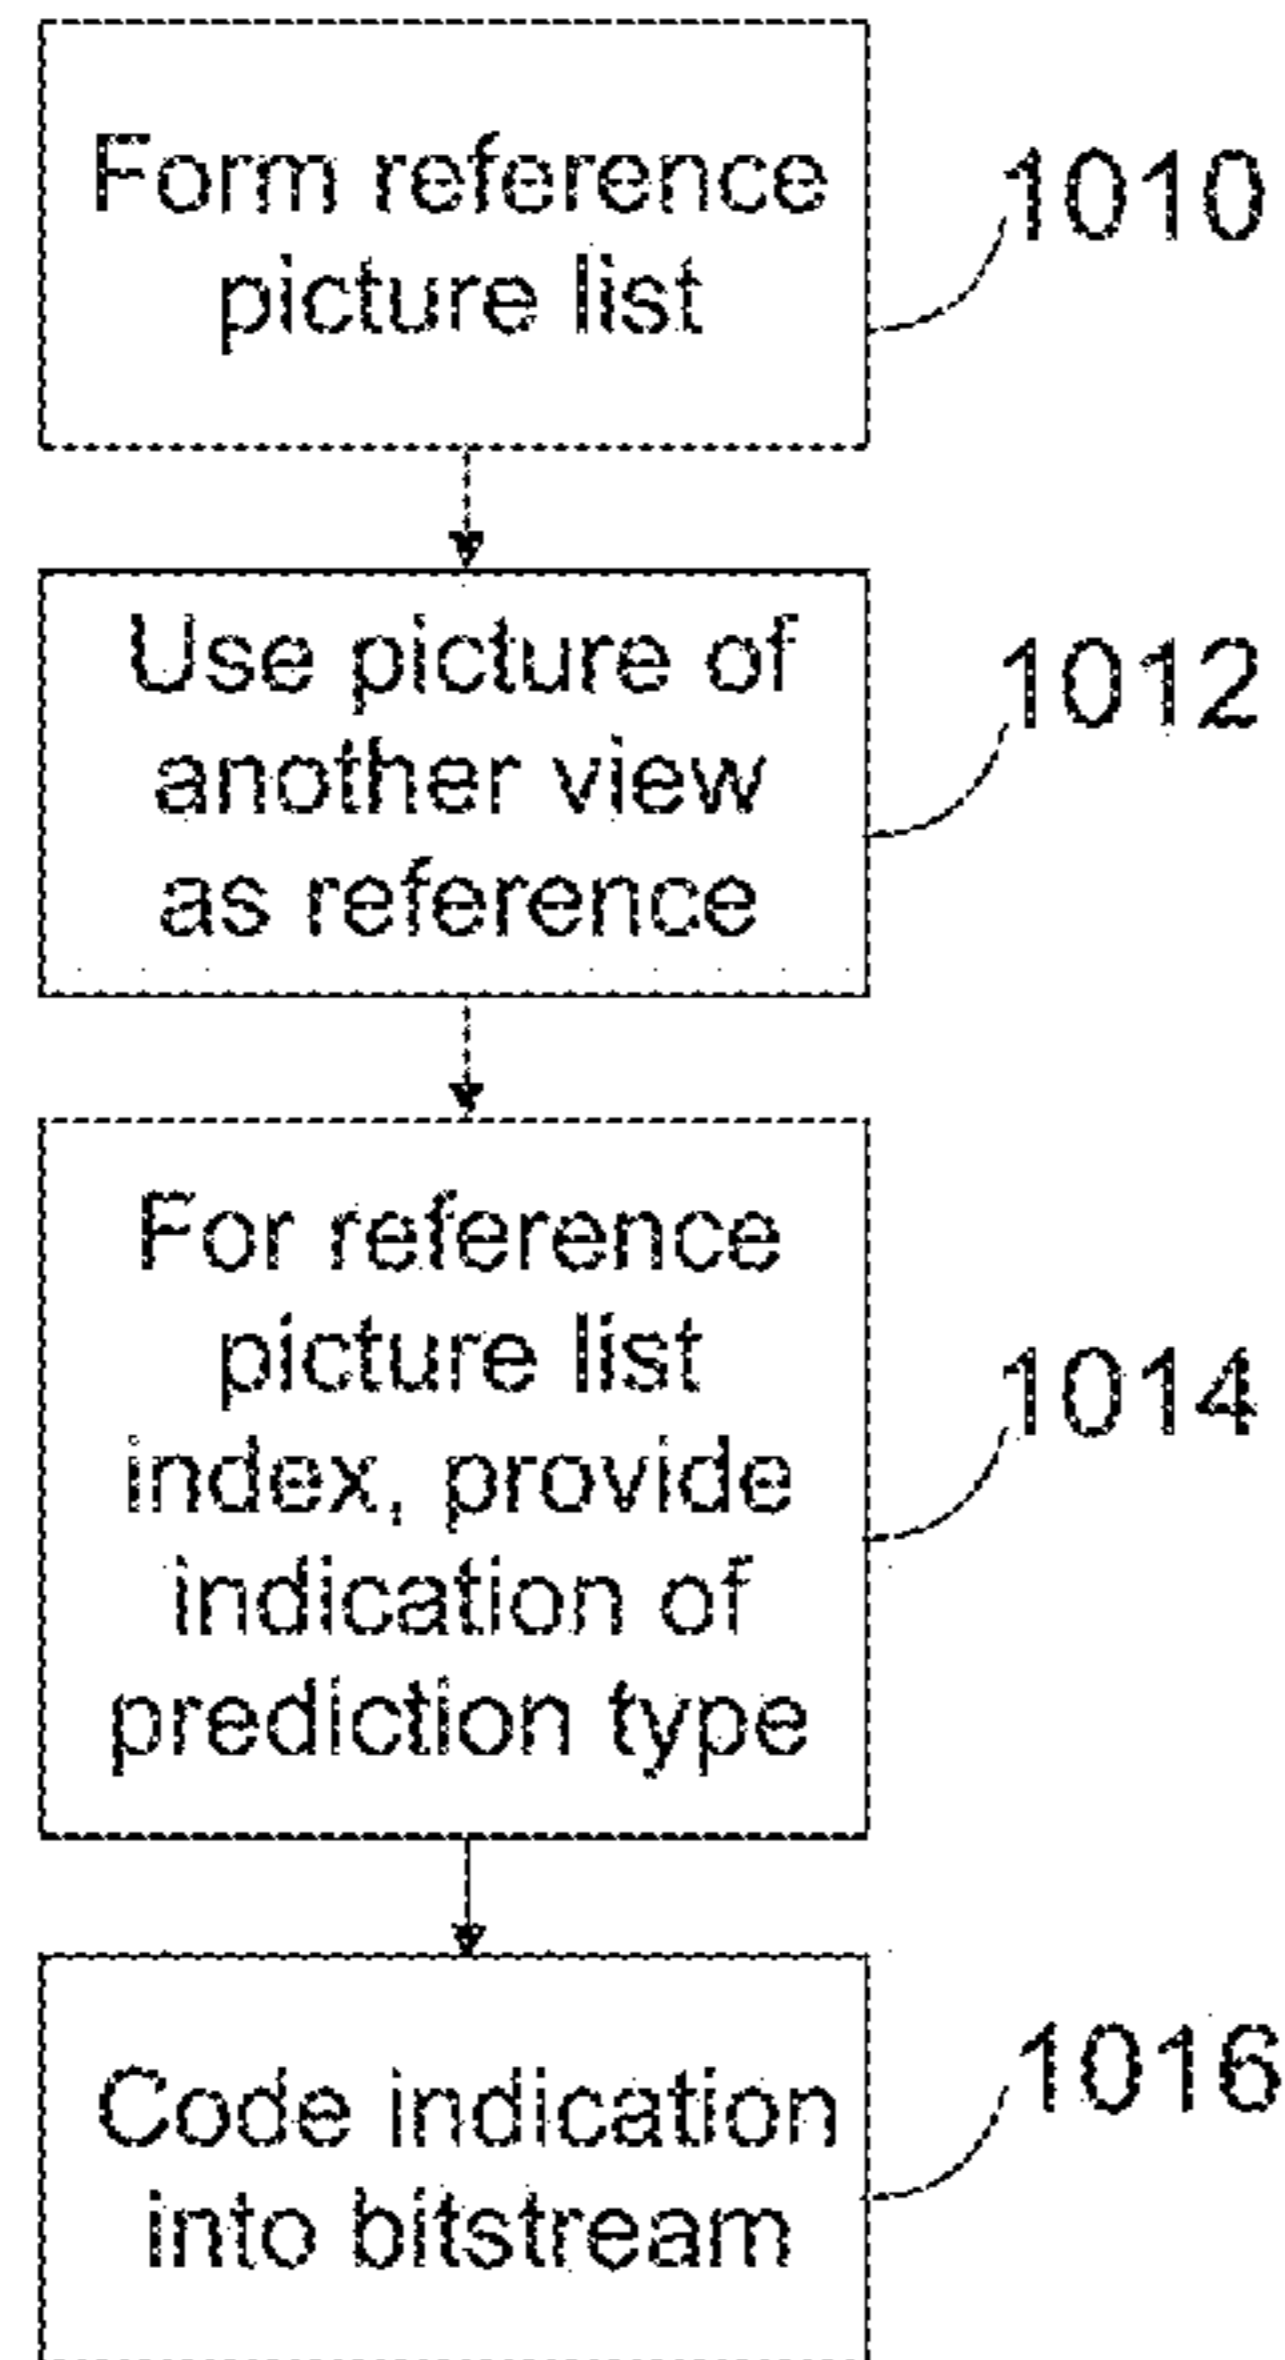 Form reference
picture list
1010
Use picture of
another view
as reference
1012
For reference
picture list
index, provide
indication of
prediction type
1014
Code indication
into bitstream
1016